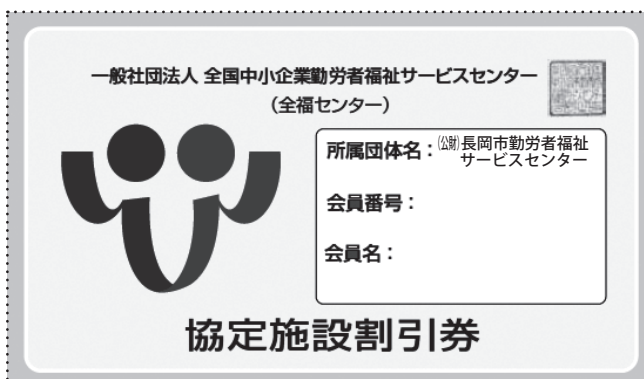 一般社団法人 全国中小企業勤労者福祉サービスセンター
(全福センター)
所属団体名：㈶長岡市勤労者福祉
サービスセンター
会員番号：
会員名：
協定施設割引券